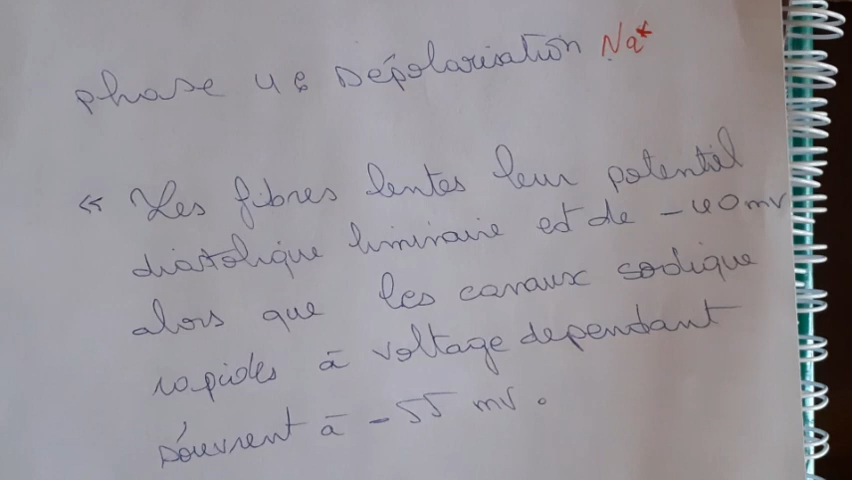 phase 4 : Dépolarisation Na+
« Les fibres lentes leur potentiel
diastolique liminaire est de -40 mv
alors que les canaux sodique
rapides à voltage dependant
s'ouvrent à -55 mv.